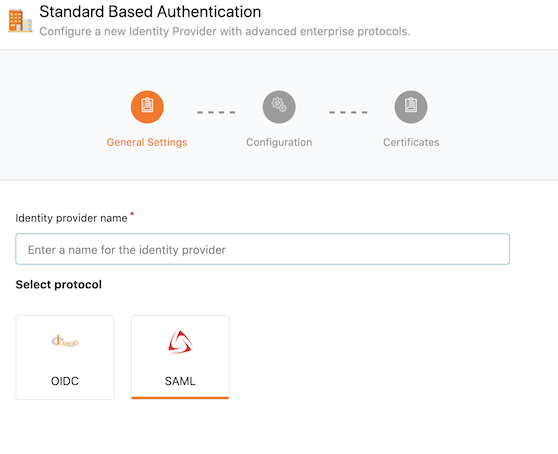 Standard Based Authentication
Configure a new Identity Provider with advanced enterprise protocols.
General Settings
Configuration
Certificates
Identity provider name *
Enter a name for the identity provider
Select protocol
OIDC
SAML